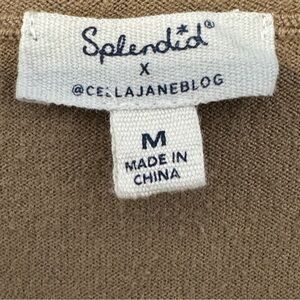 Splendid®
X
@CELLAJANEBLOG
M
MADE IN
CHINA